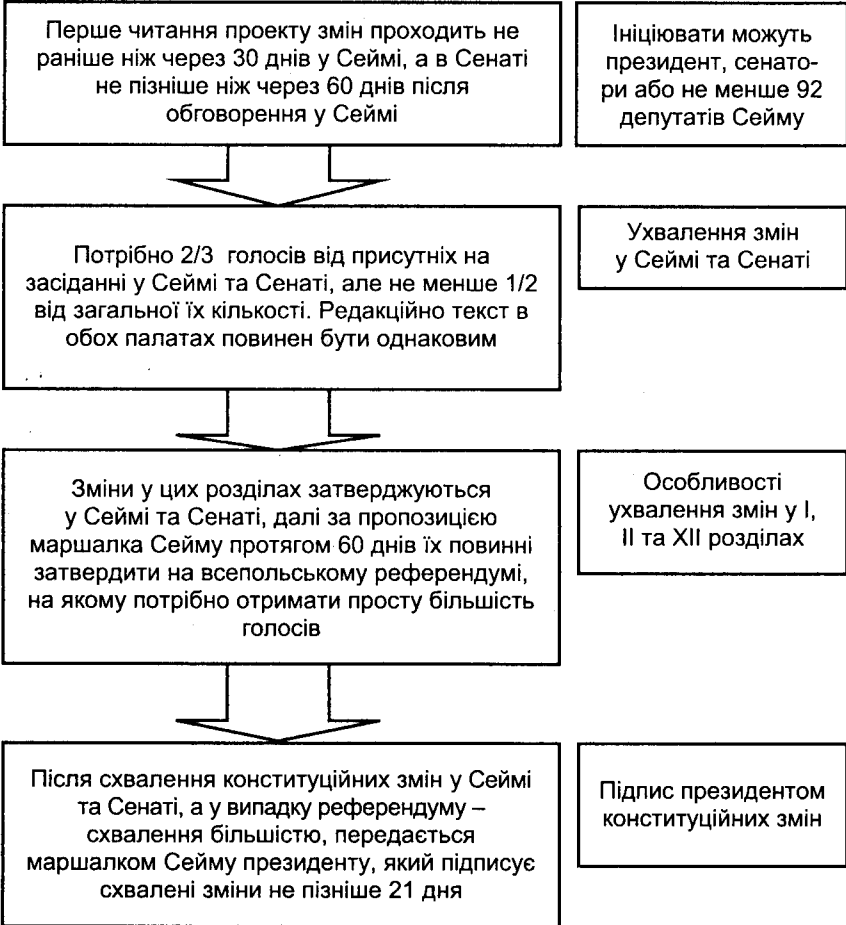 Перше читання проекту змін проходить не
раніше ніж через 30 днів у Сеймі, а в Сенаті
не пізніше ніж через 60 днів після
обговорення у Сеймі
Ініціювати можуть
президент, сенато-
ри або не менше 92
депутатів Сейму
Потрібно 2/3 голосів від присутніх на
засіданні у Сеймі та Сенаті, але не менше 1/2
від загальної їх кількості. Редакційно текст в
обох палатах повинен бути однаковим
Ухвалення змін
у Сеймі та Сенаті
Зміни у цих розділах затверджуються
у Сеймі та Сенаті, далі за пропозицією
маршалка Сейму протягом 60 днів їх повинні
затвердити на всепольському референдумі,
на якому потрібно отримати просту більшість
голосів
Особливості
ухвалення змін у І,
ІІ та ХІІ розділах
Після схвалення конституційних змін у Сеймі
та Сенаті, а у випадку референдуму –
схвалення більшістю, передається
маршалком Сейму президенту, який підписує
схвалені зміни не пізніше 21 дня
Підпис президентом
конституційних змін